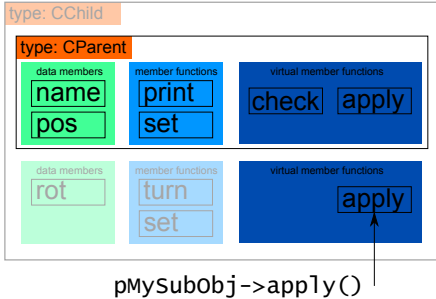 type: CChild
type: CParent
data members member functions virtual member functions
name print check apply
pos set
data members member functions virtual member functions
rot turn apply
set
pMySubObj->apply()